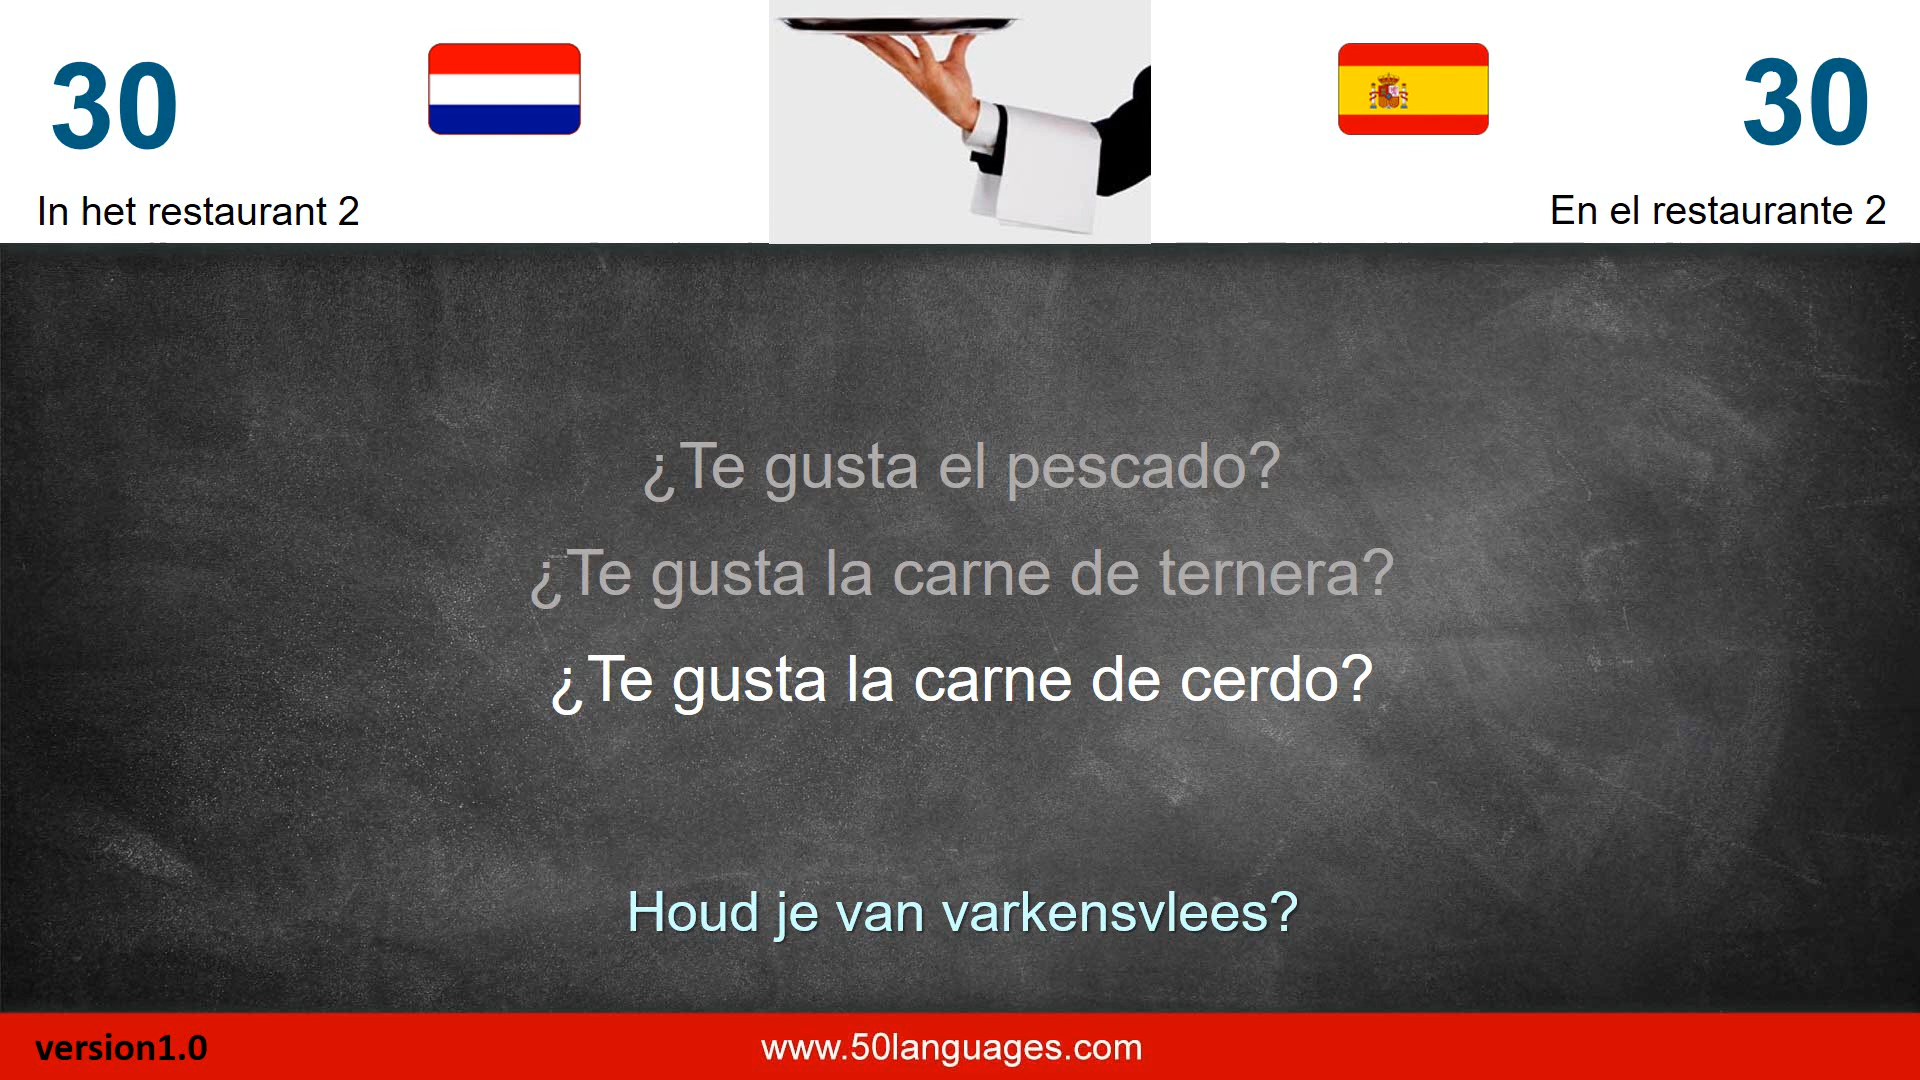 30
30
In het restaurant 2
En el restaurante 2
¿Te gusta el pescado?
¿Te gusta la carne de ternera?
¿Te gusta la carne de cerdo?
Houd je van varkensvlees?
version1.0
www.50languages.com